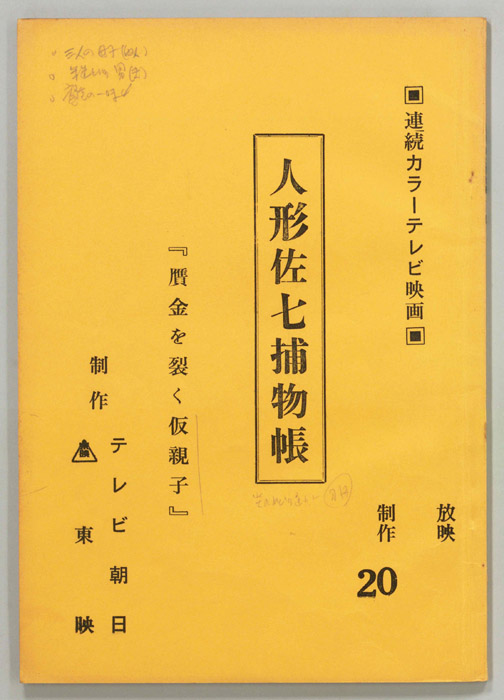 ▣連続カラーテレビ映画▣
人形佐七捕物帳
『贋金を裂く仮親子』
放映
制作 20
制作
テレビ朝日
東映